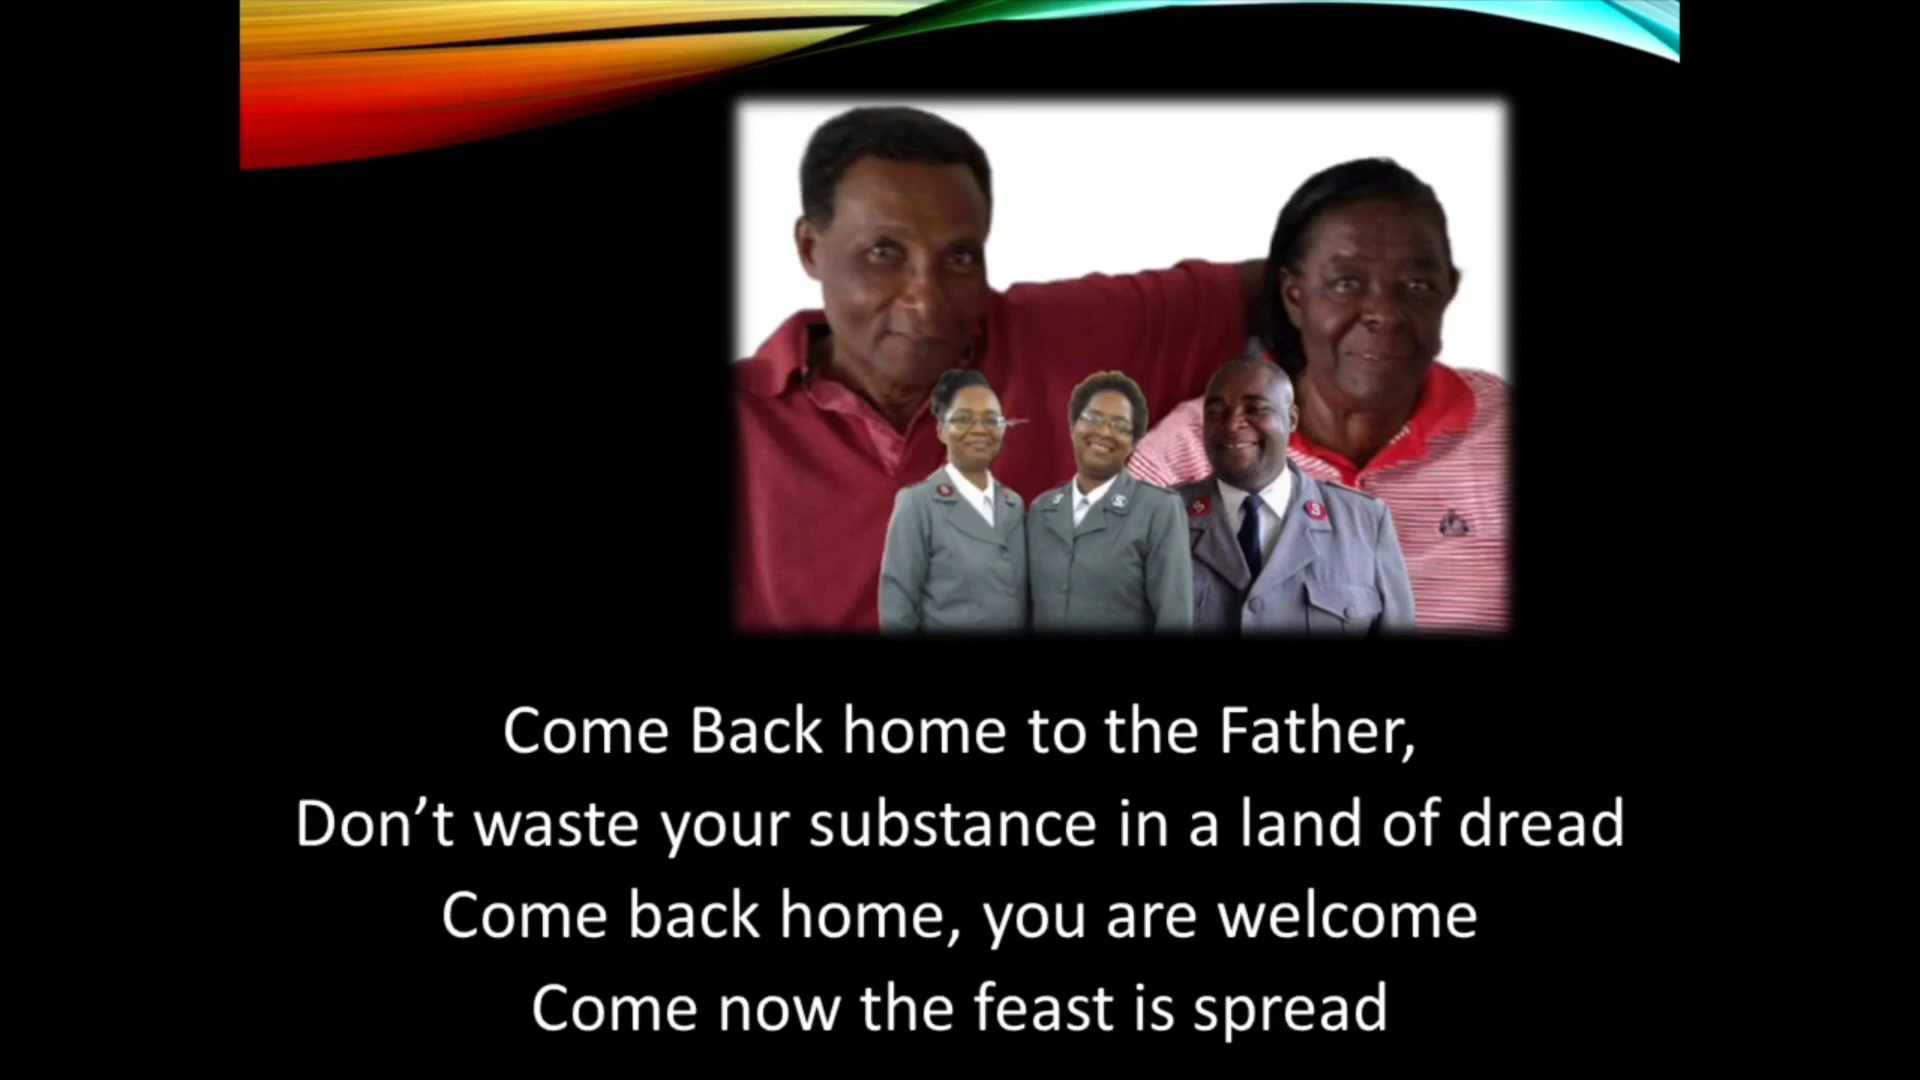 Come Back home to the Father,
Don’t waste your substance in a land of dread
Come back home, you are welcome
Come now the feast is spread